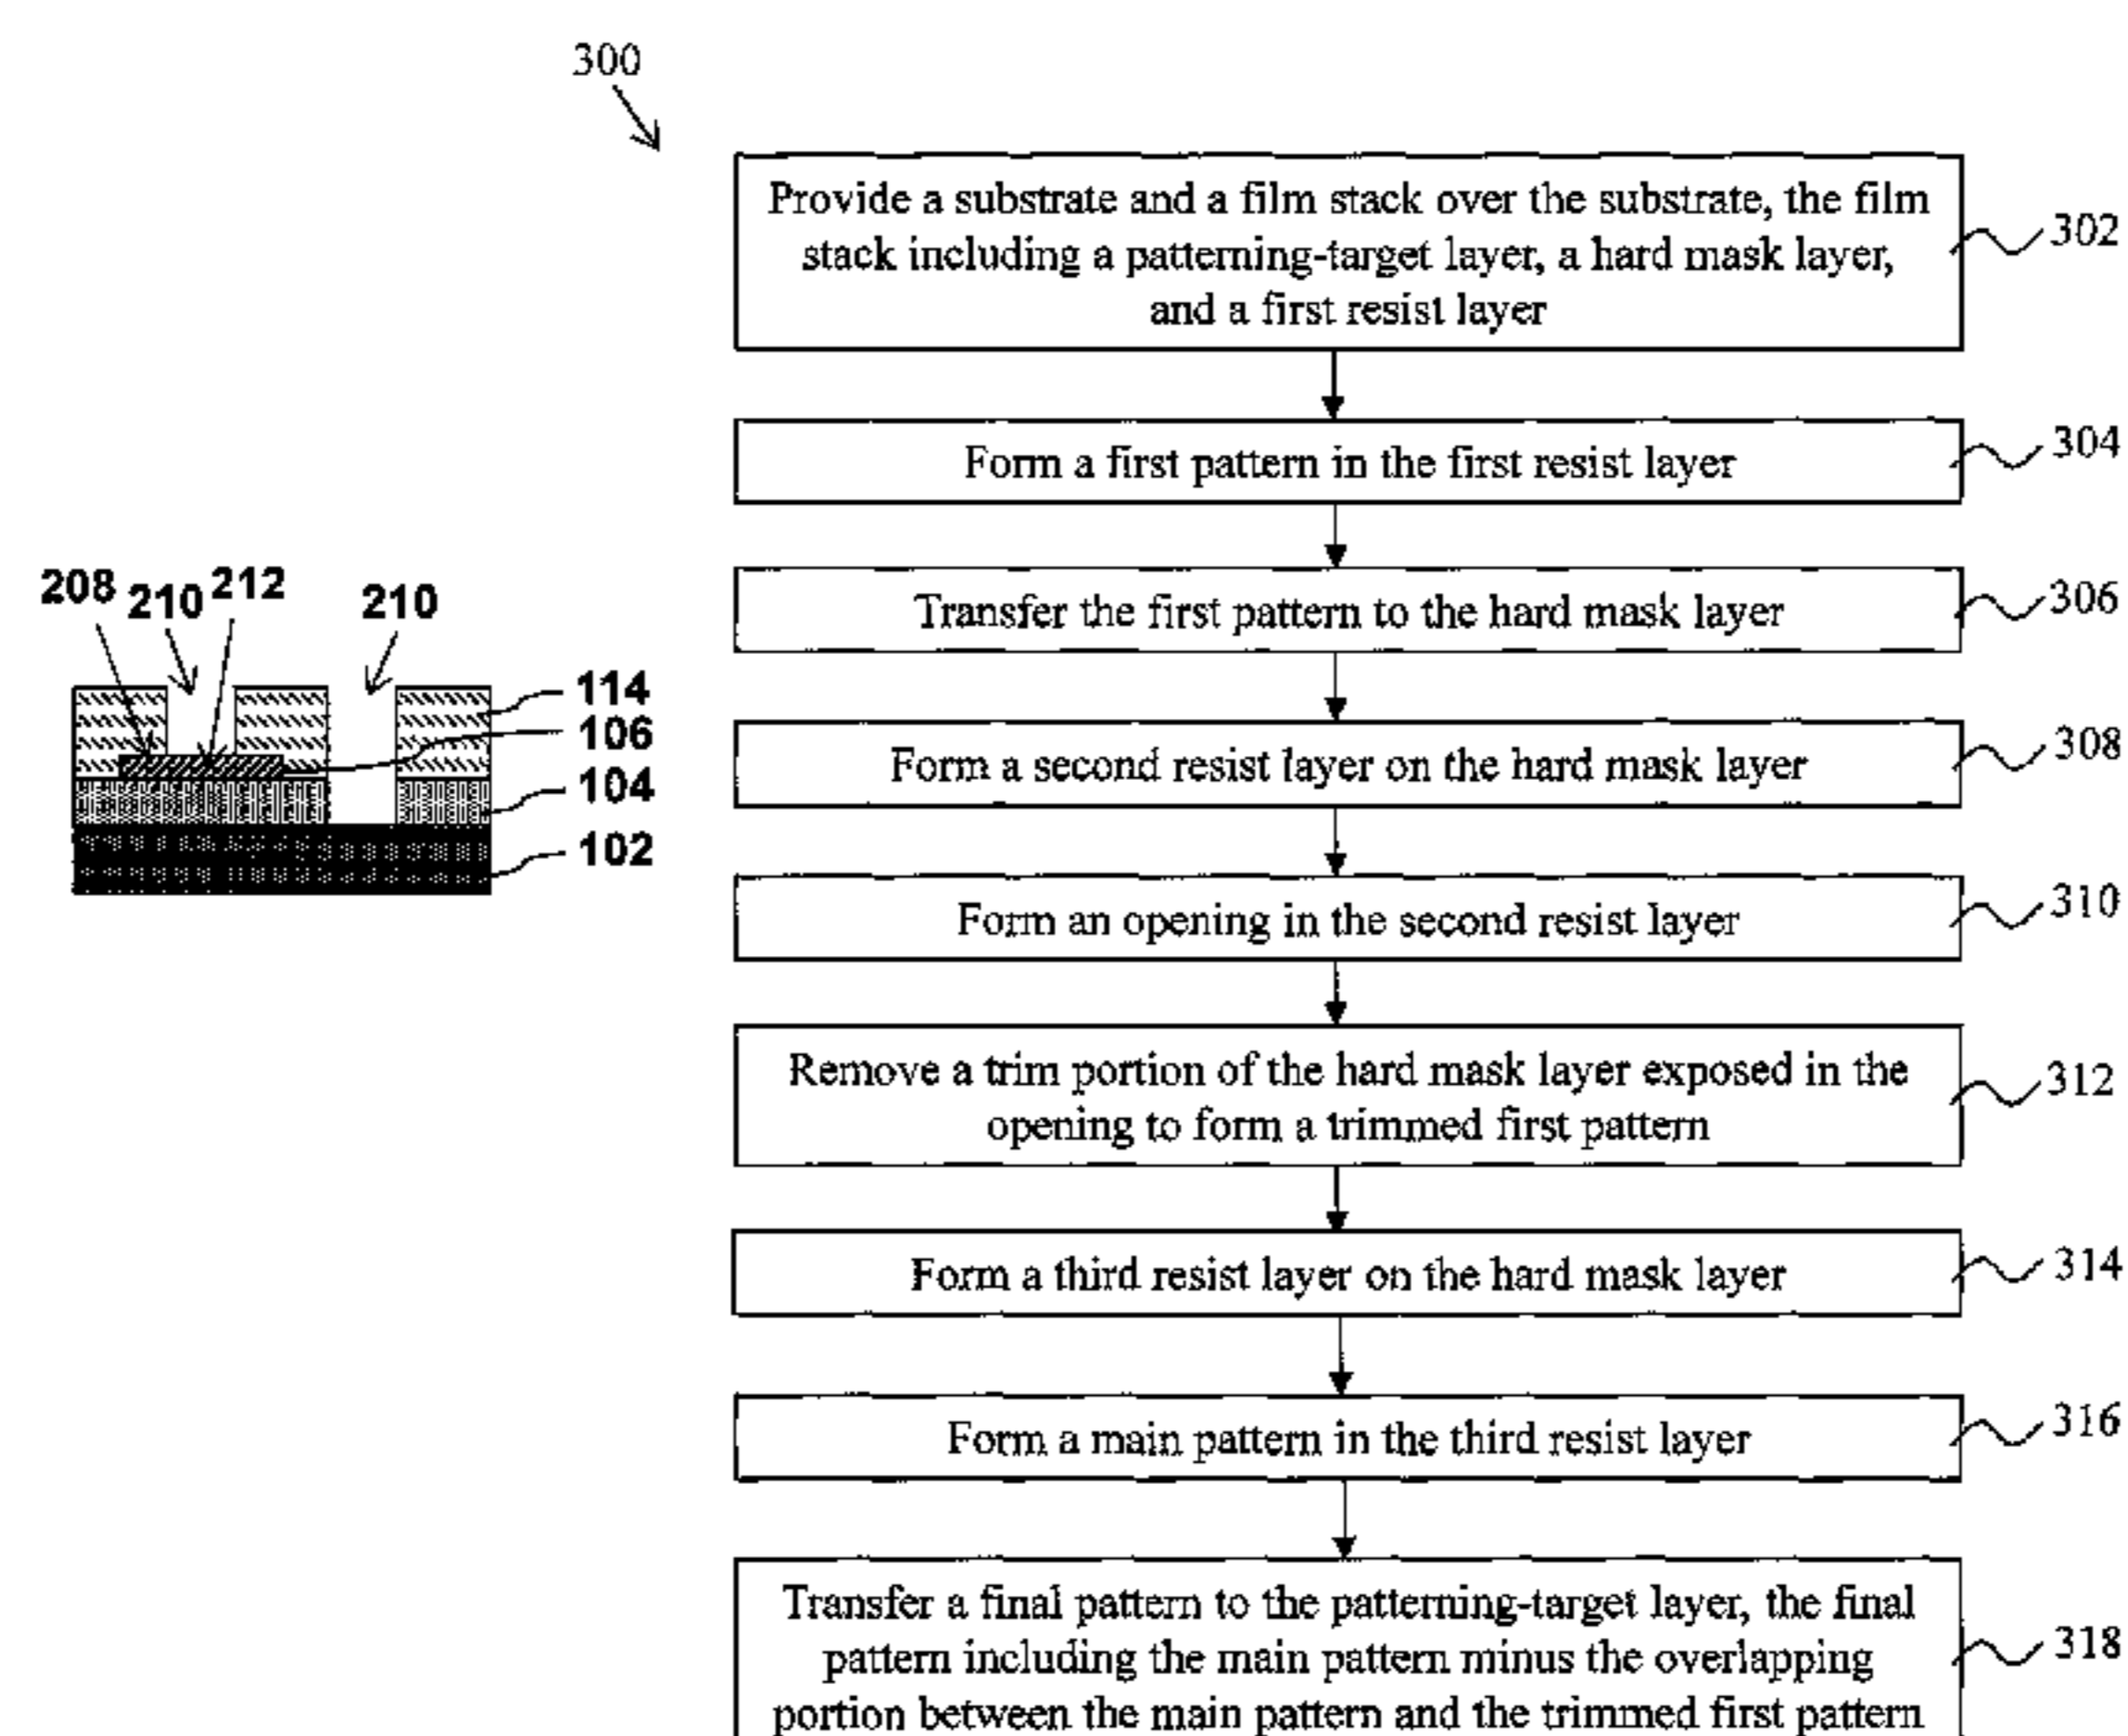 300
Provide a substrate and a film stack over the substrate, the film
stack including a patterning-target layer, a hard mask layer,
and a first resist layer
302
Form a first pattern in the first resist layer
304
Transfer the first pattern to the hard mask layer
306
Form a second resist layer on the hard mask layer
308
Form an opening in the second resist layer
310
Remove a trim portion of the hard mask layer exposed in the
opening to form a trimmed first pattern
312
Form a third resist layer on the hard mask layer
314
Form a main pattern in the third resist layer
316
Transfer a final pattern to the patterning-target layer, the final
pattern including the main pattern minus the overlapping
portion between the main pattern and the trimmed first pattern
318
208 210 212 210
114
106
104
102